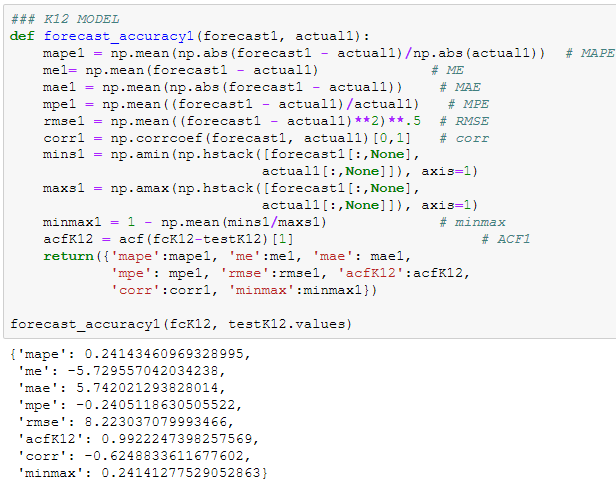 ### K12 MODEL
def forecast_accuracy1(forecast1, actual1):
    mape1 = np.mean(np.abs(forecast1 - actual1)/np.abs(actual1))  # MAPE
    me1= np.mean(forecast1 - actual1)             # ME
    mae1 = np.mean(np.abs(forecast1 - actual1))    # MAE
    mpe1 = np.mean((forecast1 - actual1)/actual1)   # MPE
    rmse1 = np.mean((forecast1 - actual1)**2)**.5  # RMSE
    corr1 = np.corrcoef(forecast1, actual1)[0,1]   # corr
    mins1 = np.amin(np.hstack([forecast1[:,None],
                              actual1[:,None]]), axis=1)
    maxs1 = np.amax(np.hstack([forecast1[:,None],
                              actual1[:,None]]), axis=1)
    minmax1 = 1 - np.mean(mins1/maxs1)             # minmax
    acfK12 = acf(fcK12-testK12)[1]                      # ACF1
    return({'mape':mape1, 'me':me1, 'mae': mae1,
            'mpe': mpe1, 'rmse':rmse1, 'acfK12':acfK12,
            'corr':corr1, 'minmax':minmax1})
forecast_accuracy1(fcK12, testK12.values)
{'mape': 0.24143460969328995,
 'me': -5.729557042034238,
 'mae': 5.742021293828014,
 'mpe': -0.2405118630505522,
 'rmse': 8.223037079993466,
 'acfK12': 0.9922247398257569,
 'corr': -0.6248833611677602,
 'minmax': 0.24141277529052863}